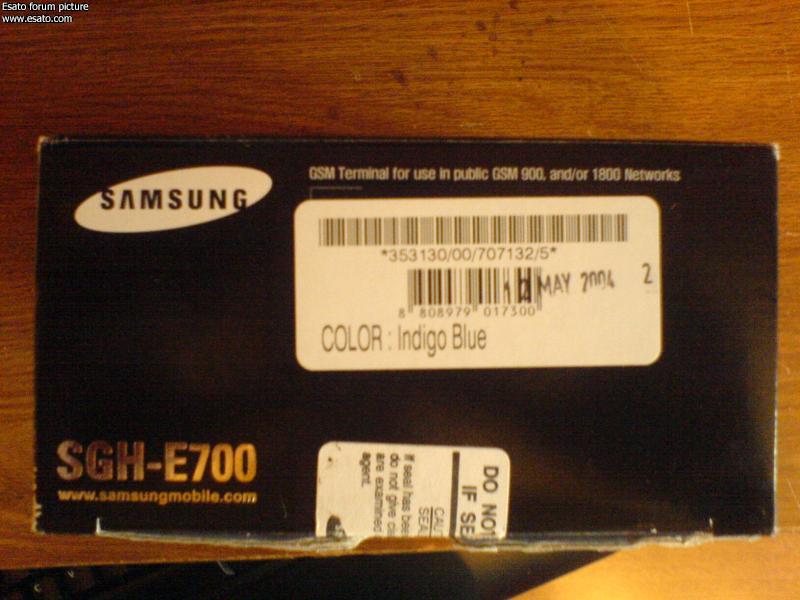 Esato forum picture
www.esato.com
SAMSUNG
GSM Terminal for use in public GSM 900, and/or 1800 Networks
*353130/00/707132/5*
MAY 2004 2
8 808979 017300
COLOR : Indigo Blue
SGH-E700
www.samsungmobile.com
DO NOT
IF SE
CAU
SEA
If seal has bee
do not give cl
are examined
agent.